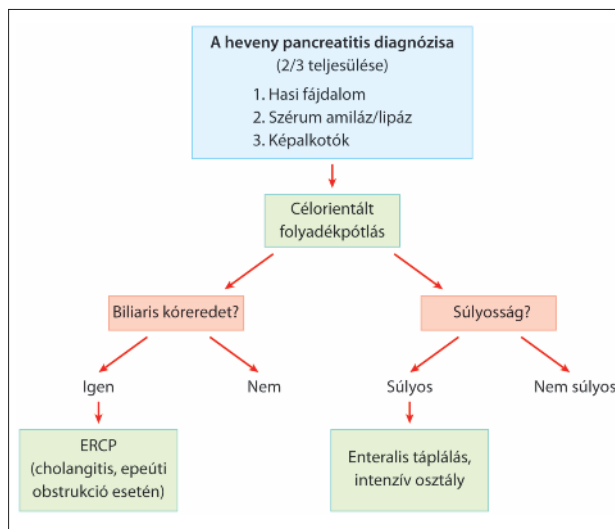 A heveny pancreatitis diagnózisa
(2/3 teljesülése)
1. Hasi fájdalom
2. Szérum amiláz/lipáz
3. Képalkotók
Célorientált
folyadékpótlás
Biliaris kóreredet?
Súlyosság?
Igen
Nem
Súlyos
Nem súlyos
ERCP
(cholangitis, epeúti
obstrukció esetén)
Enteralis táplálás,
intenzív osztály